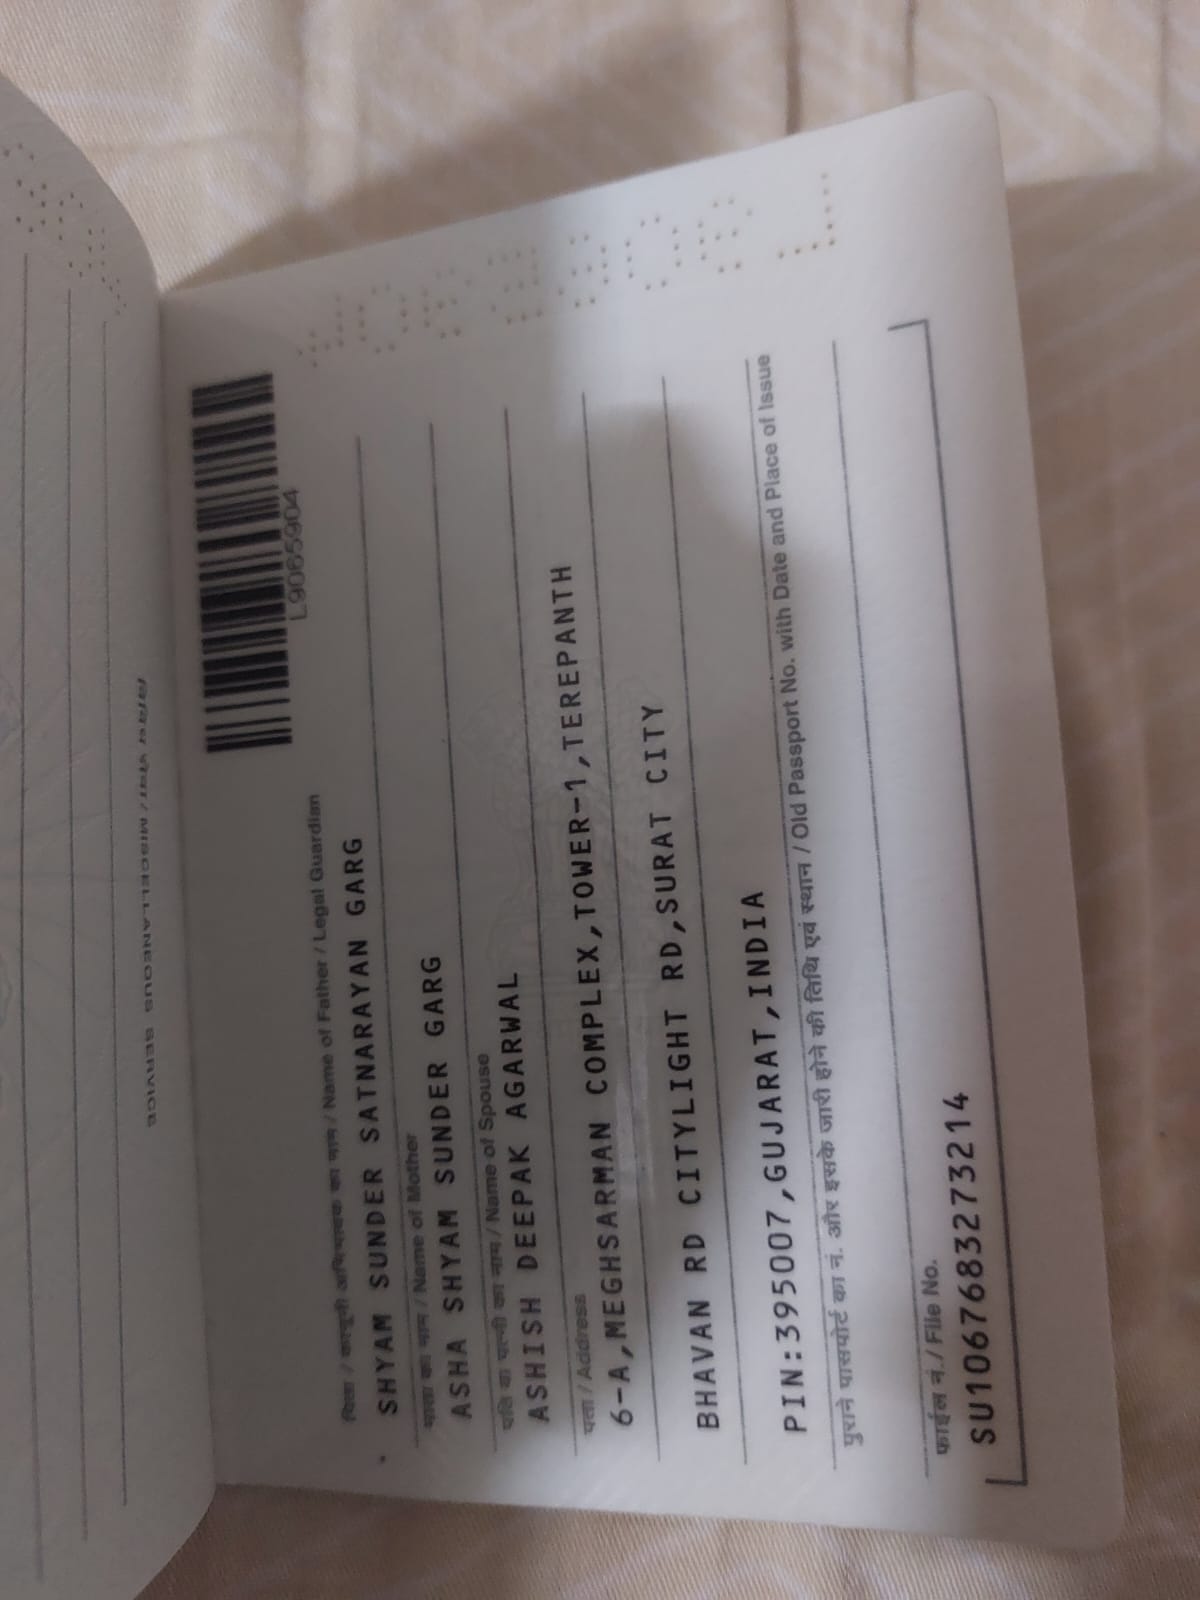 विविध सेवा / MISCELLANEOUS SERVICE
L9065904
पिता / कानूनी अभिभावक का नाम / Name of Father / Legal Guardian
SHYAM SUNDER SATNARAYAN GARG
माता का नाम / Name of Mother
ASHA SHYAM SUNDER GARG
पति या पत्नी का नाम / Name of Spouse
ASHISH DEEPAK AGARWAL
पता / Address
6-A,MEGHSARMAN COMPLEX,TOWER-1,TEREPANTH
BHAVAN RD CITYLIGHT RD,SURAT CITY
PIN:395007,GUJARAT,INDIA
पुराने पासपोर्ट का नं. और इसके जारी होने की तिथि एवं स्थान / Old Passport No. with Date and Place of Issue
फाईल नं./ File No.
SU1067683273214